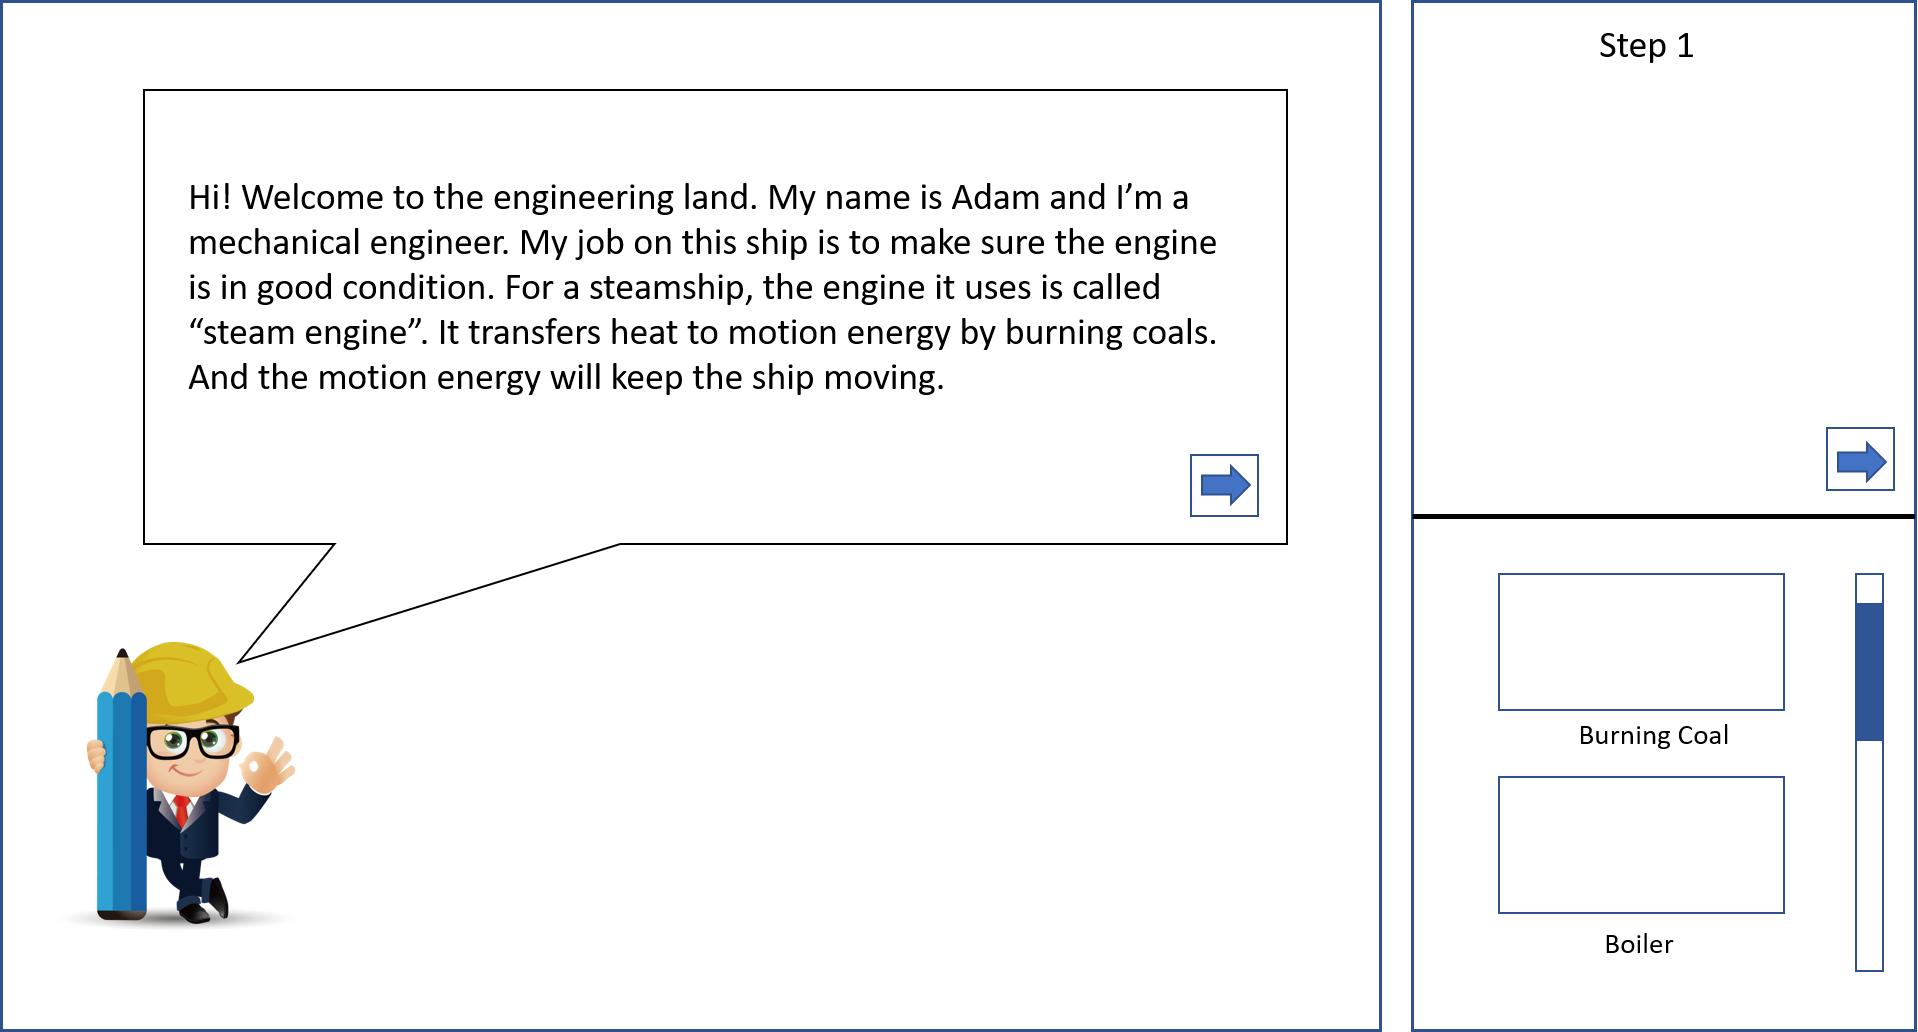 Hi! Welcome to the engineering land. My name is Adam and I’m a
mechanical engineer. My job on this ship is to make sure the engine
is in good condition. For a steamship, the engine it uses is called
“steam engine”. It transfers heat to motion energy by burning coals.
And the motion energy will keep the ship moving.
Step 1
Burning Coal
Boiler